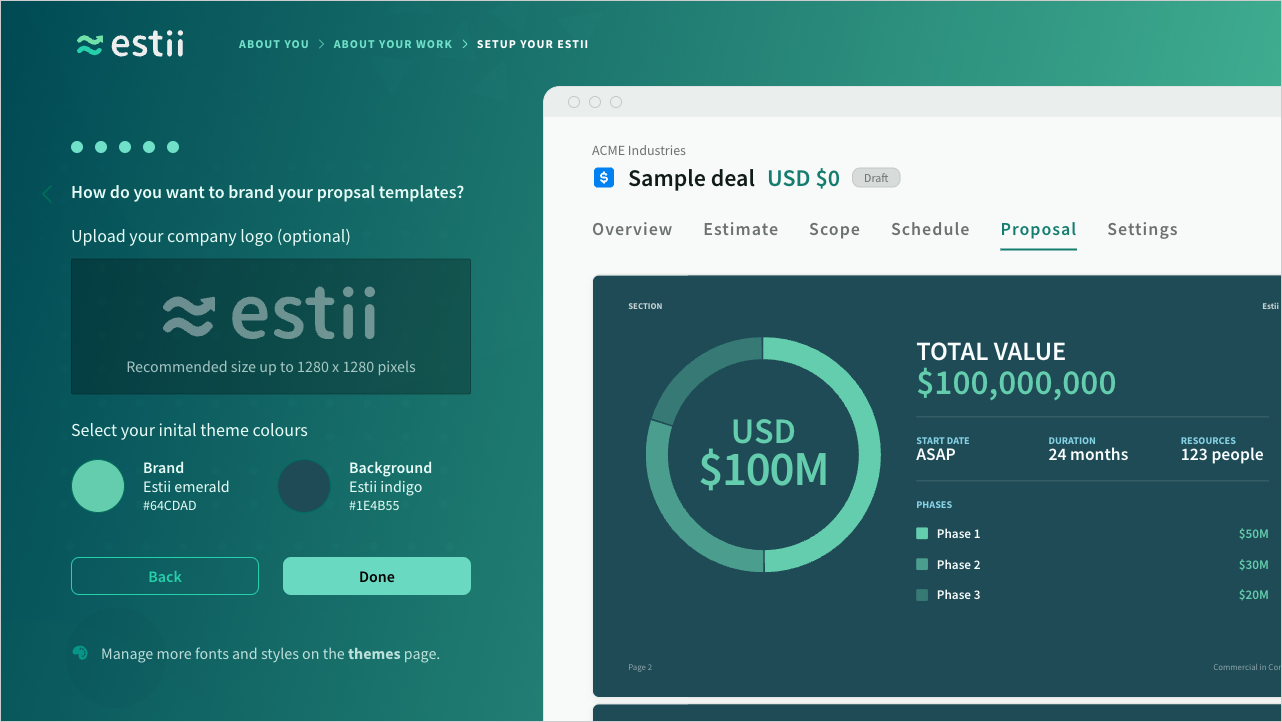 estii
ABOUT YOU > ABOUT YOUR WORK > SETUP YOUR ESTII
How do you want to brand your propsal templates?
Upload your company logo (optional)
estii
Recommended size up to 1280 x 1280 pixels
Select your inital theme colours
Brand
Estii emerald
#64CDAD
Background
Estii indigo
#1E4B55
Back
Done
Manage more fonts and styles on the themes page.
ACME Industries
$ Sample deal USD $0 Draft
Overview Estimate Scope Schedule Proposal Settings
SECTION
Estii
USD
$100M
TOTAL VALUE
$100,000,000
START DATE
ASAP
DURATION
24 months
RESOURCES
123 people
PHASES
Phase 1 $50M
Phase 2 $30M
Phase 3 $20M
Page 2
Commercial in